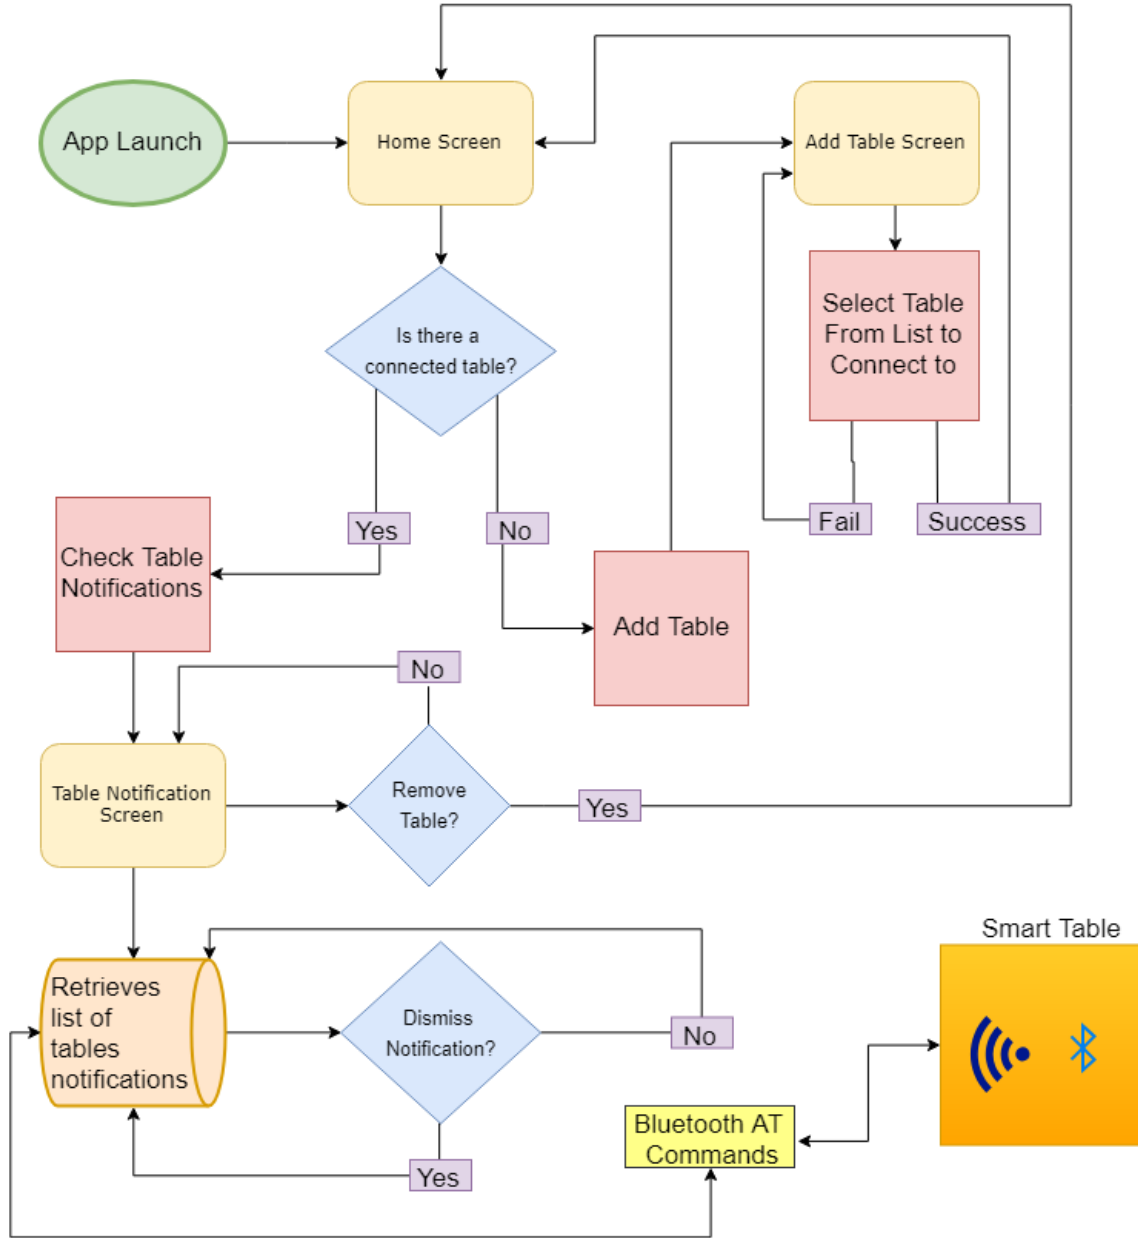 App Launch
Home Screen
Add Table Screen
Is there a
connected table?
Select Table
From List to
Connect to
Yes
No
Fail
Success
Check Table
Notifications
Add Table
No
Table Notification
Screen
Remove
Table?
Yes
Smart Table
Retrieves
list of
tables
notifications
Dismiss
Notification?
No
Bluetooth AT
Commands
Yes